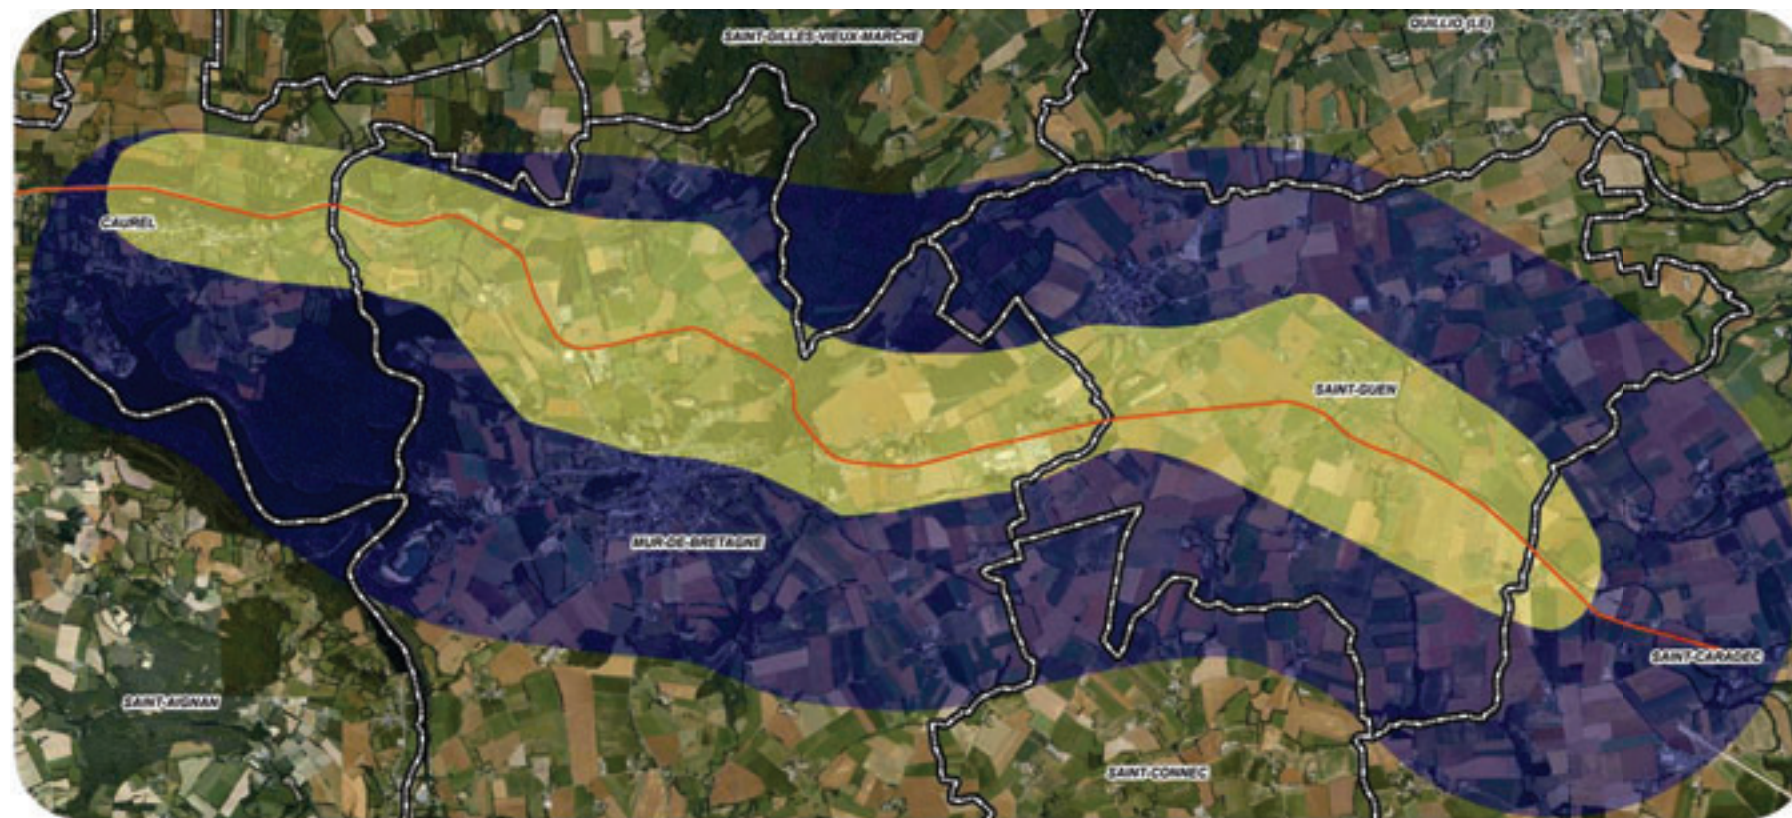 SAINT-GILLES-VIEUX-MARCHE
QUILLIO (LE)
CAUREL
SAINT-GUEN
MUR-DE-BRETAGNE
SAINT-CARADEC
SAINT-AIGNAN
SAINT-CONNEC